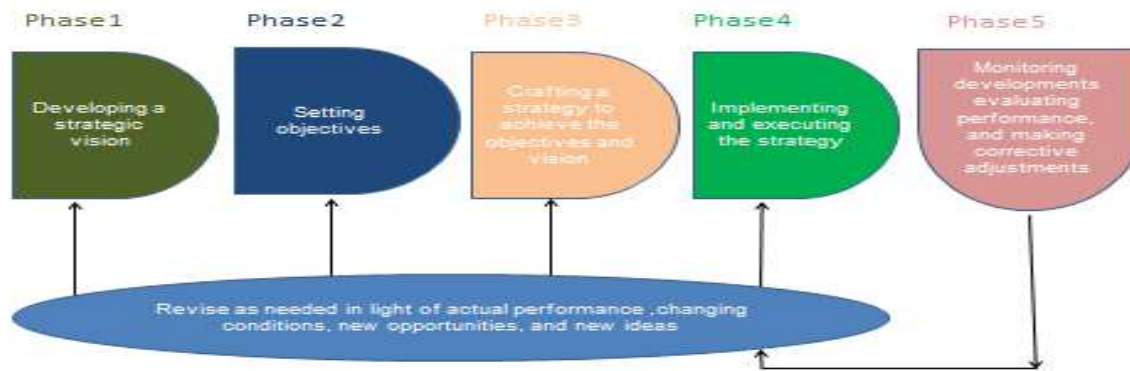 Phase1
Phase2
Phase3
Phase4
Phase5
Developing a
strategic
vision
Setting
objectives
Crafting a
strategy to
achieve the
objectives and
vision
Implementing
and executing
the strategy
Monitoring
developments
evaluating
performance,
and making
corrective
adjustments
Revise as needed in light of actual performance ,changing
conditions, new opportunities, and new ideas